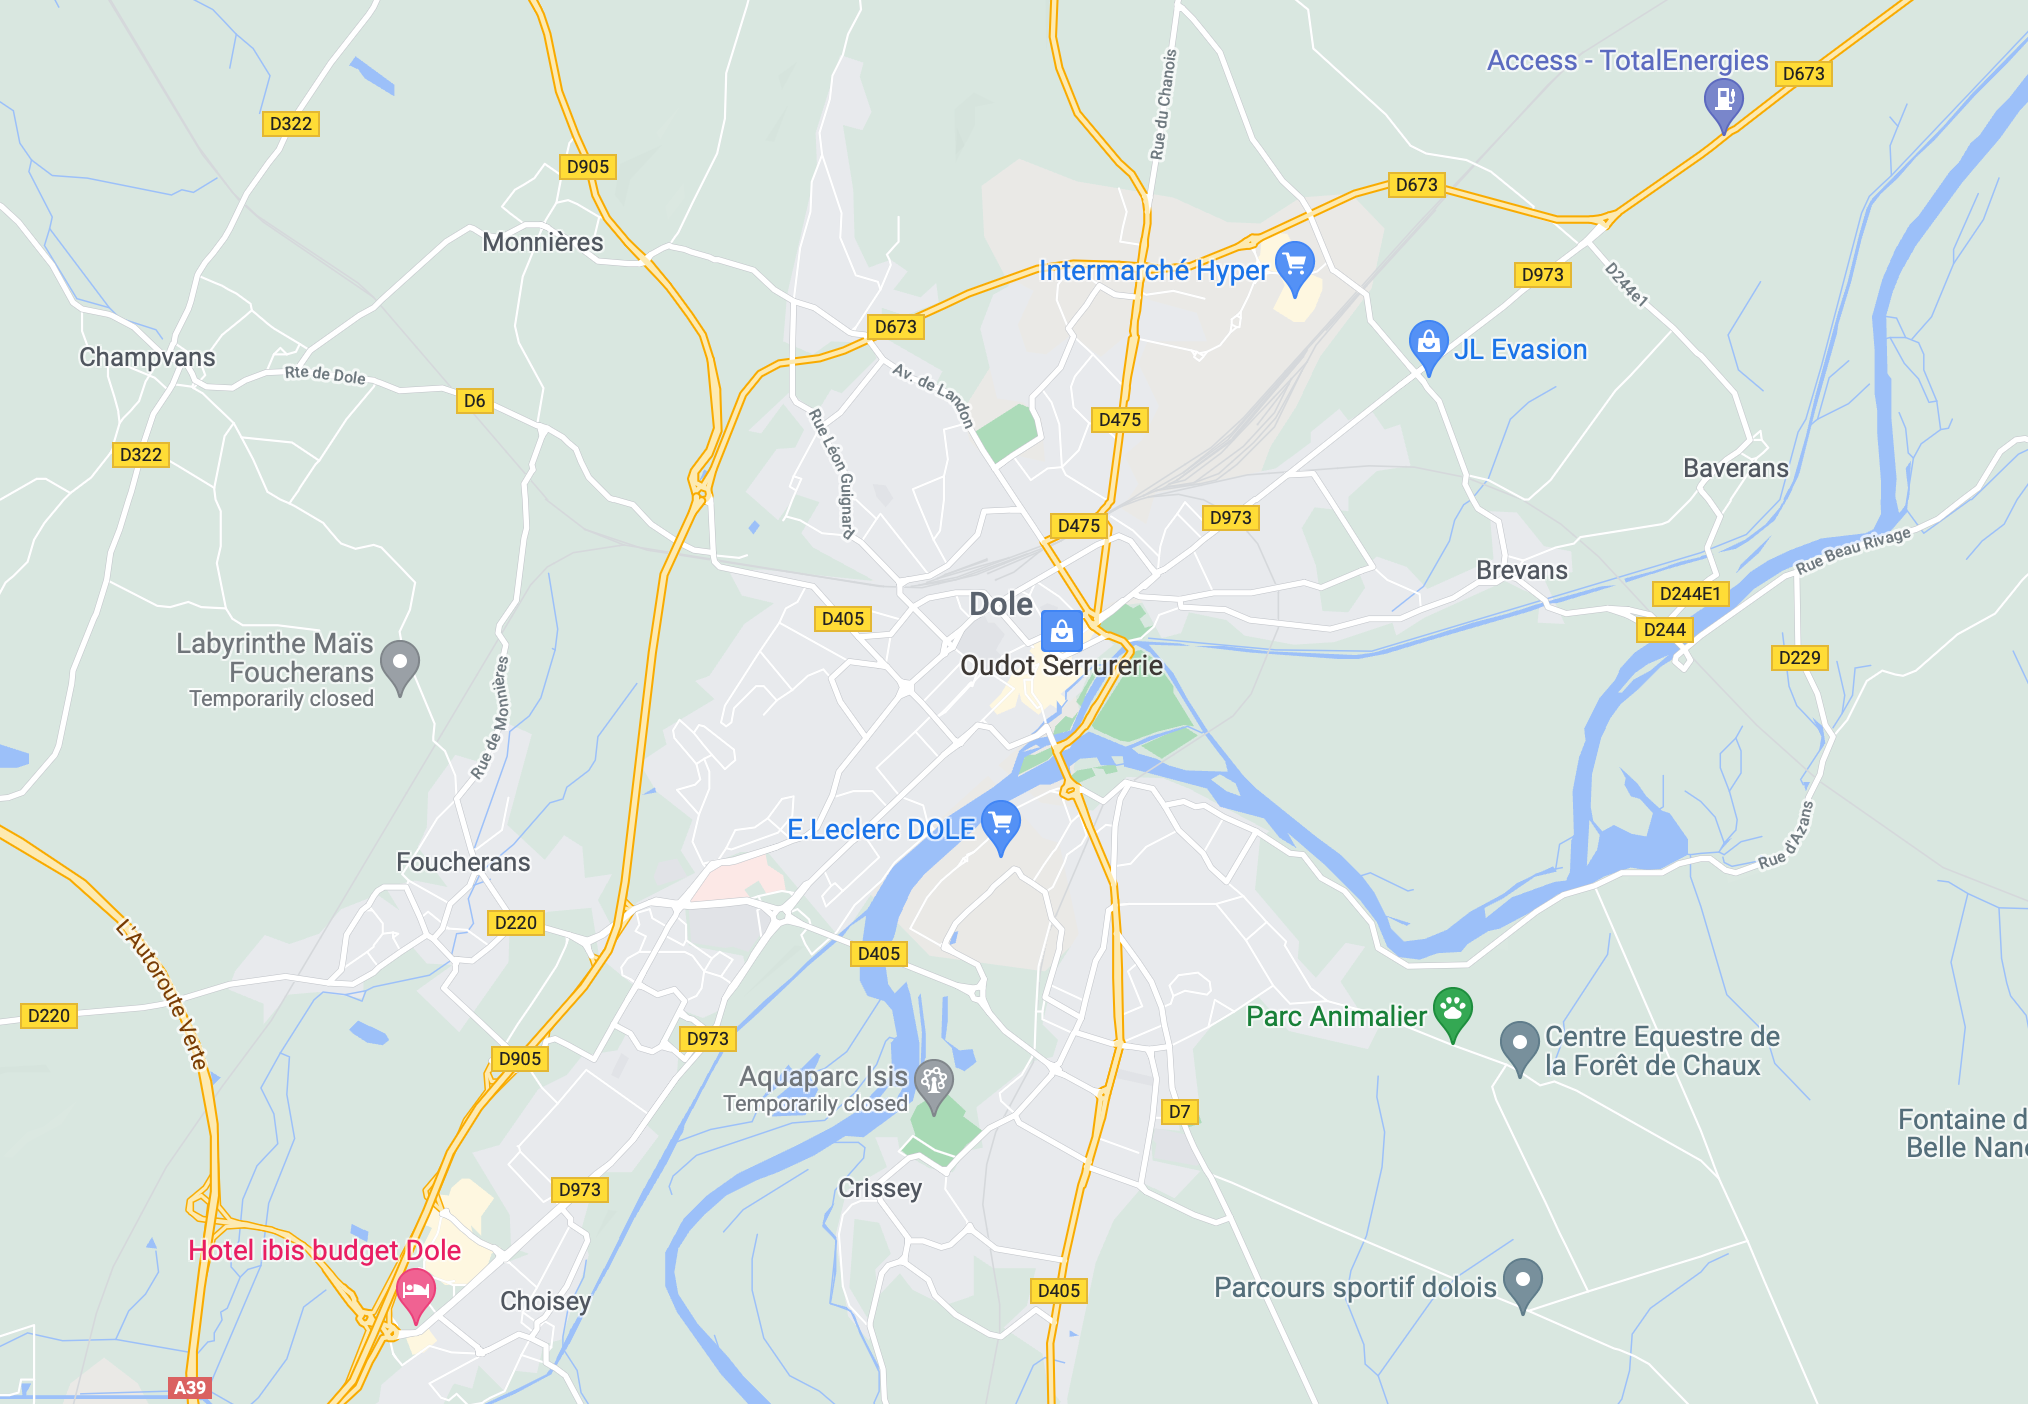 Access - TotalEnergies
D673
Rue du Chanois
D322
D905
D673
Monnières
Intermarché Hyper
D973
D244e1
D673
Champvans
Rte de Dole
JL Evasion
Av. de Landon
D6
Rue Léon Guignard
D475
D322
Baverans
D475
D973
Rue Beau Rivage
Brevans
D244E1
Dole
D405
D244
Labyrinthe Maïs
Foucherans
Temporarily closed
Oudot Serrurerie
D229
Rue de Monnières
E.Leclerc DOLE
Rue d'Azans
Foucherans
D220
L'Autoroute Verte
D405
D220
Parc Animalier
D973
Centre Equestre de
la Forêt de Chaux
D905
Aquaparc Isis
Temporarily closed
D7
Fontaine d
Belle Nan
D973
Crissey
Hotel ibis budget Dole
Choisey
D405
Parcours sportif dolois
A39